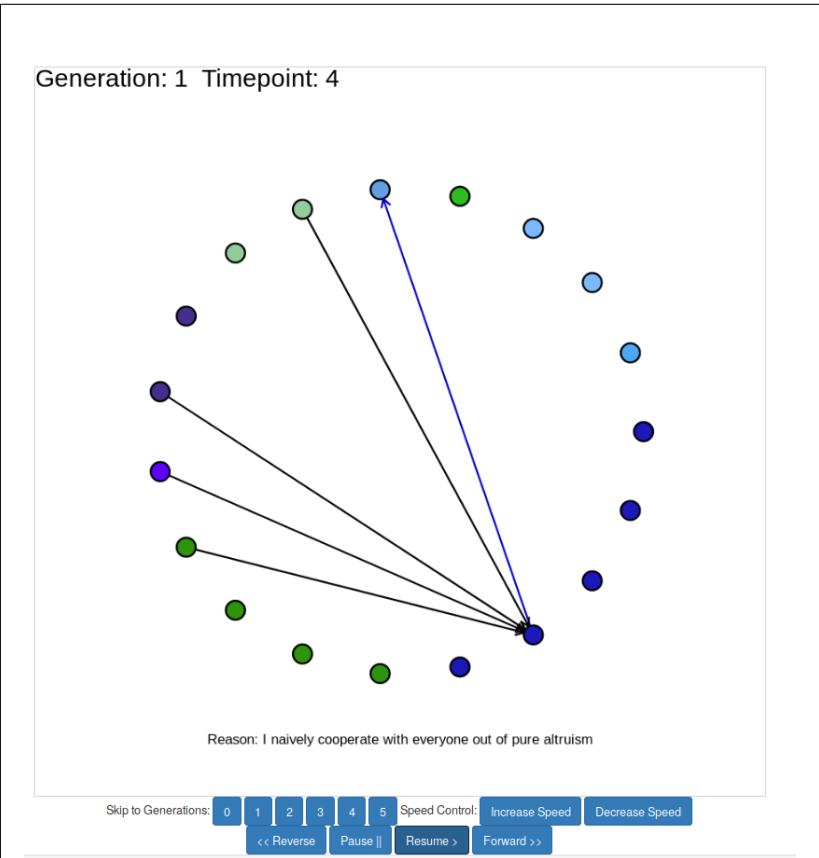 Generation: 1  Timepoint: 4
Reason: I naively cooperate with everyone out of pure altruism
Skip to Generations: 0 1 2 3 4 5 Speed Control: Increase Speed Decrease Speed
<< Reverse Pause || Resume > Forward >>